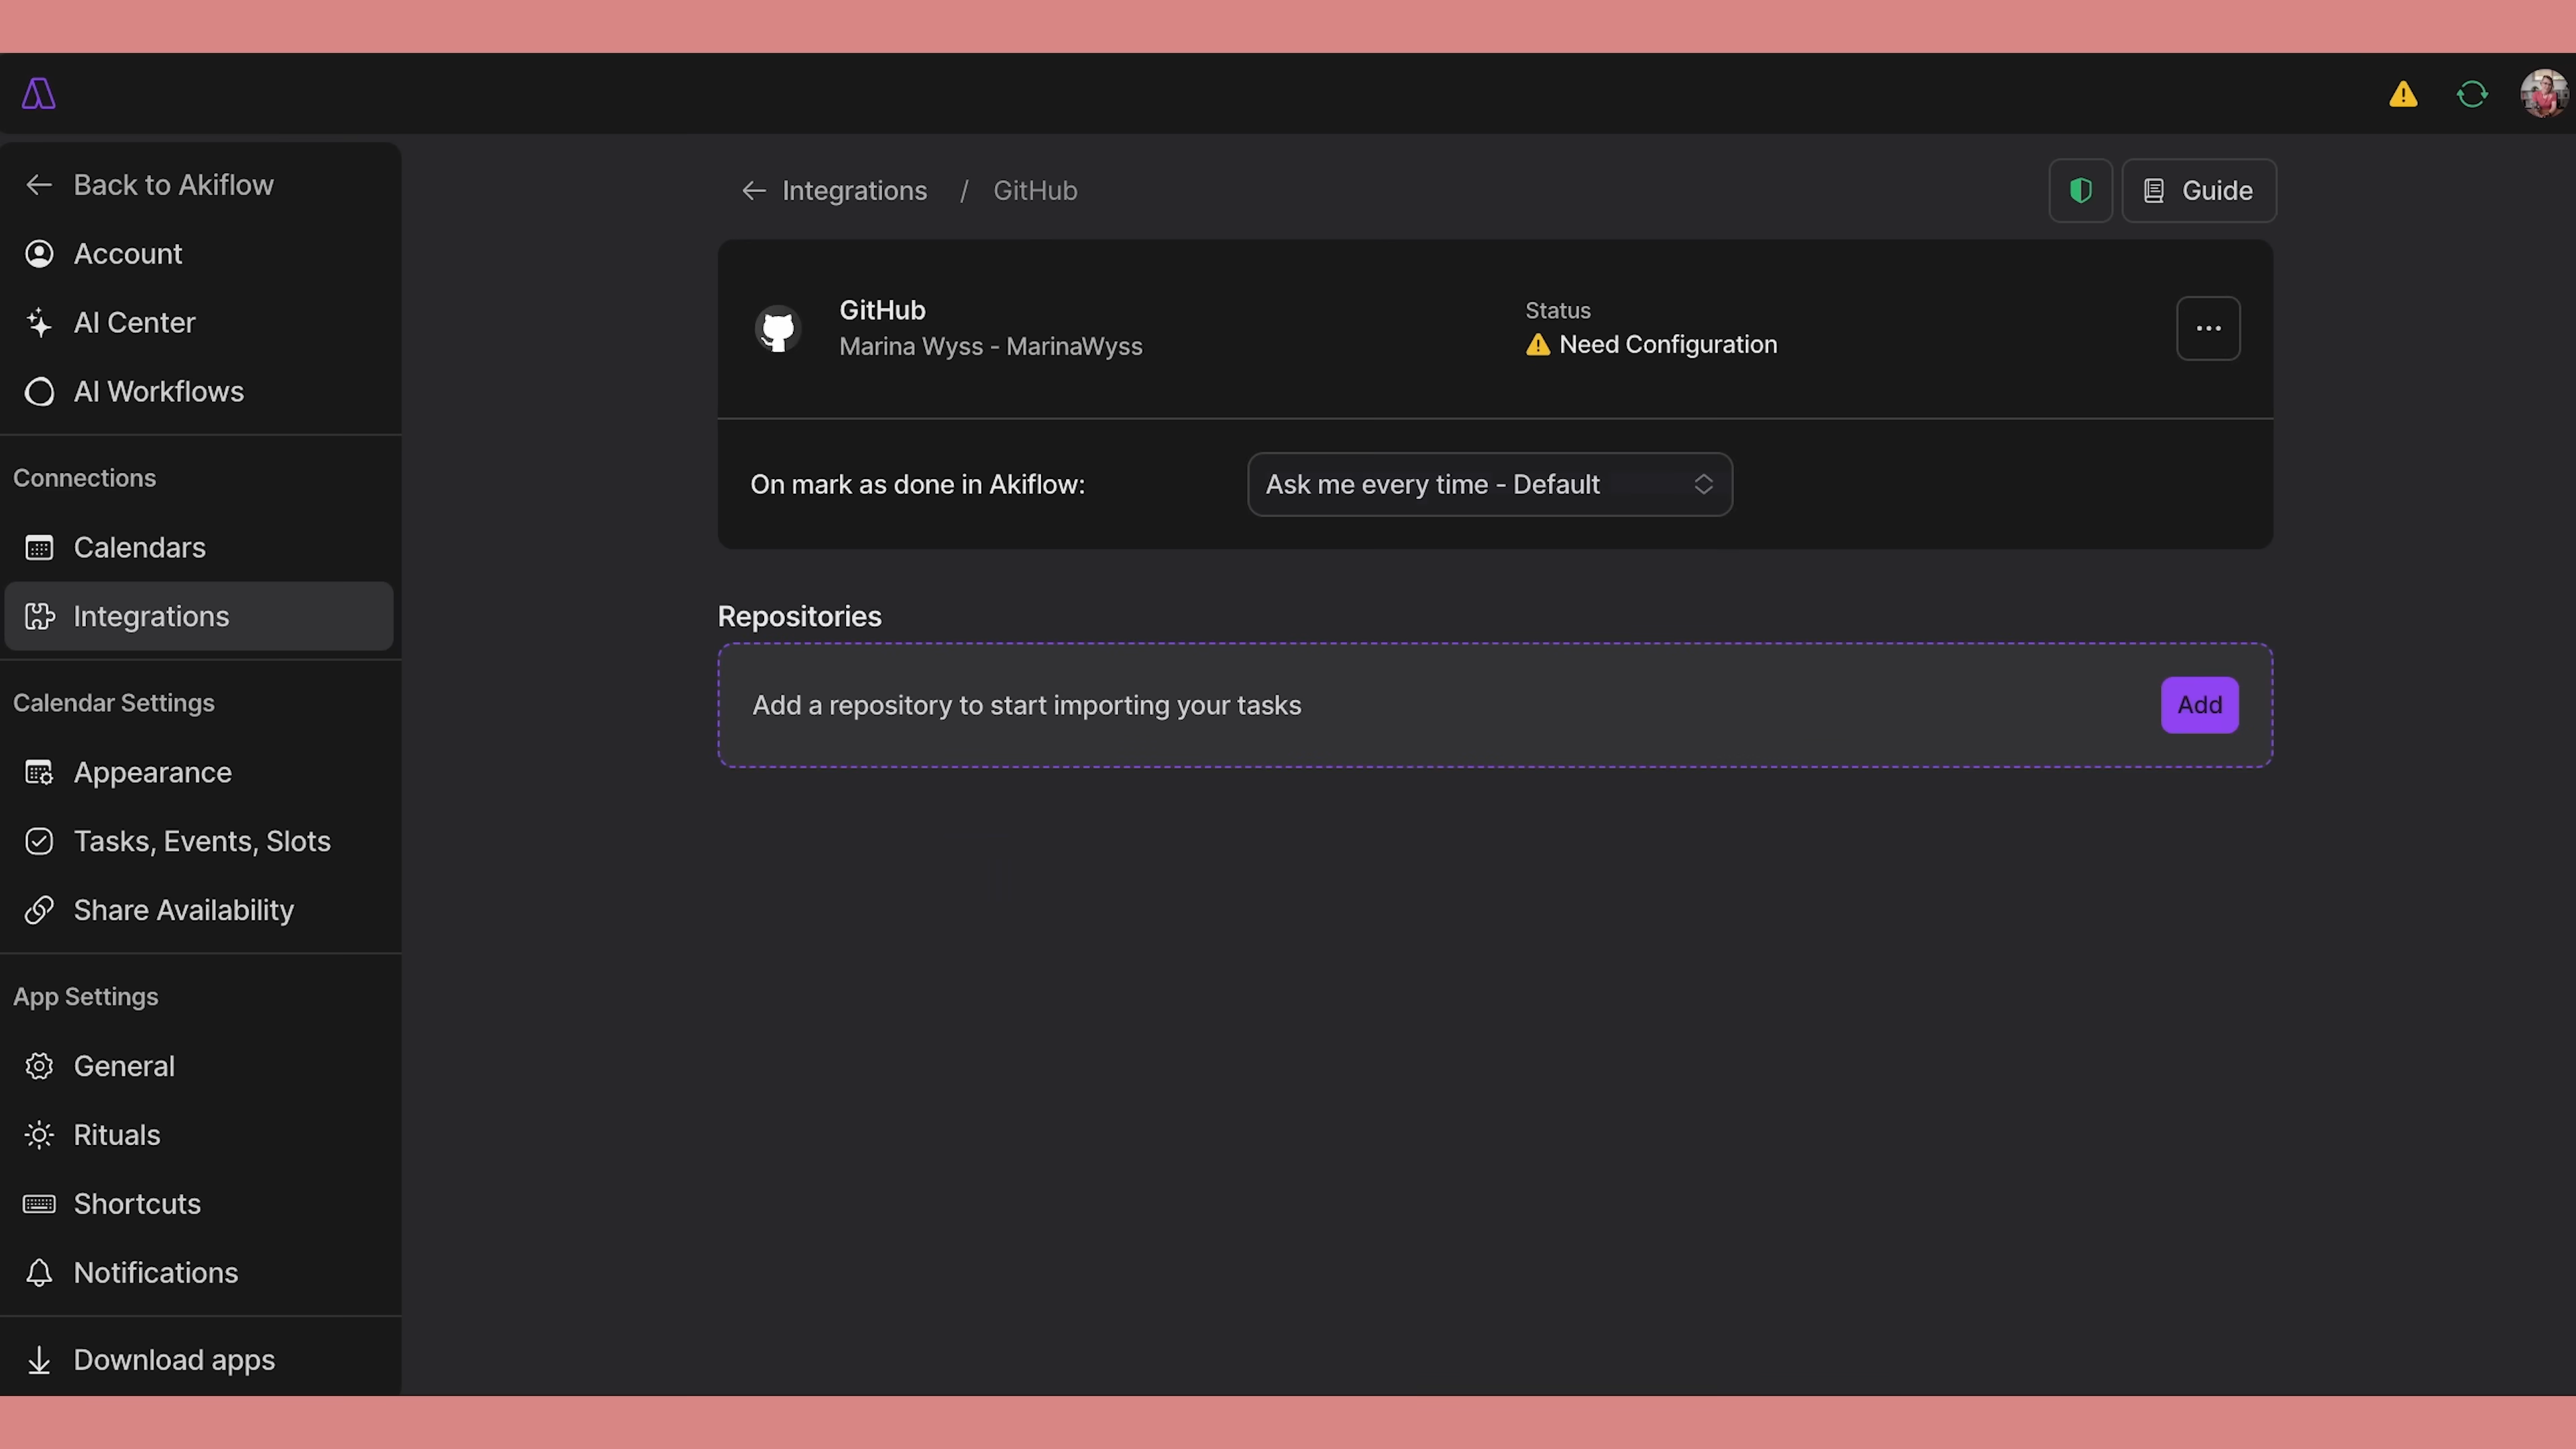 Back to Akiflow
Account
AI Center
AI Workflows
Connections
Calendars
Integrations
Calendar Settings
Appearance
Tasks, Events, Slots
Share Availability
App Settings
General
Rituals
Shortcuts
Notifications
Download apps
Integrations / GitHub
Guide
GitHub
Marina Wyss - MarinaWyss
Status
Need Configuration
On mark as done in Akiflow:
Ask me every time - Default
Repositories
Add a repository to start importing your tasks
Add